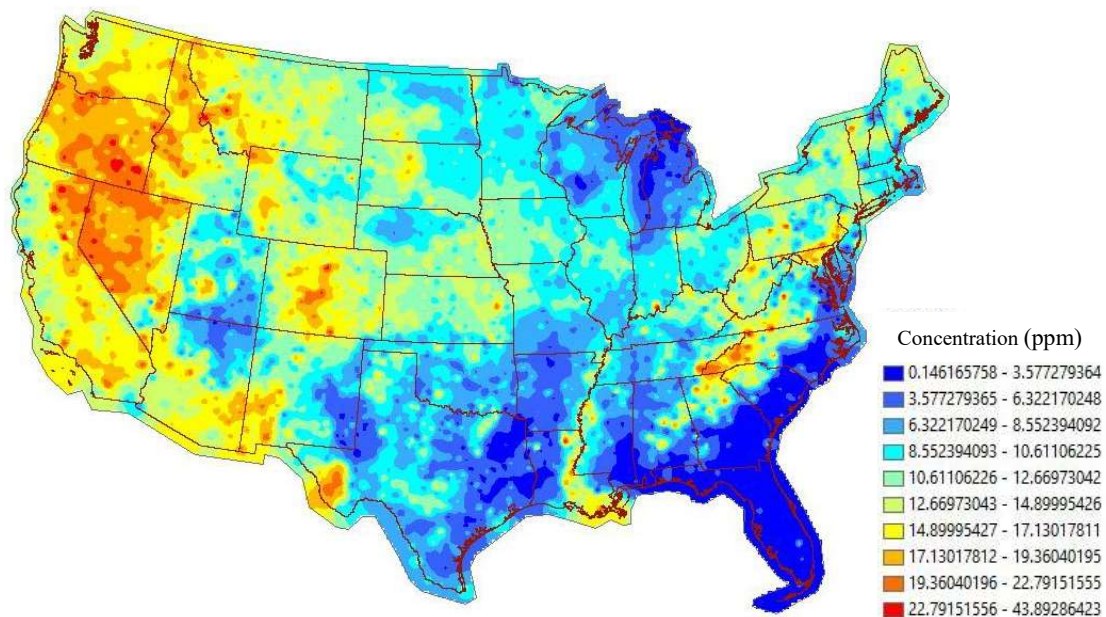 Concentration (ppm)
0.146165758 - 3.577279364
3.577279365 - 6.322170248
6.322170249 - 8.552394092
8.552394093 - 10.61106225
10.61106226 - 12.66973042
12.66973043 - 14.89995426
14.89995427 - 17.13017811
17.13017812 - 19.36040195
19.36040196 - 22.79151555
22.79151556 - 43.89286423